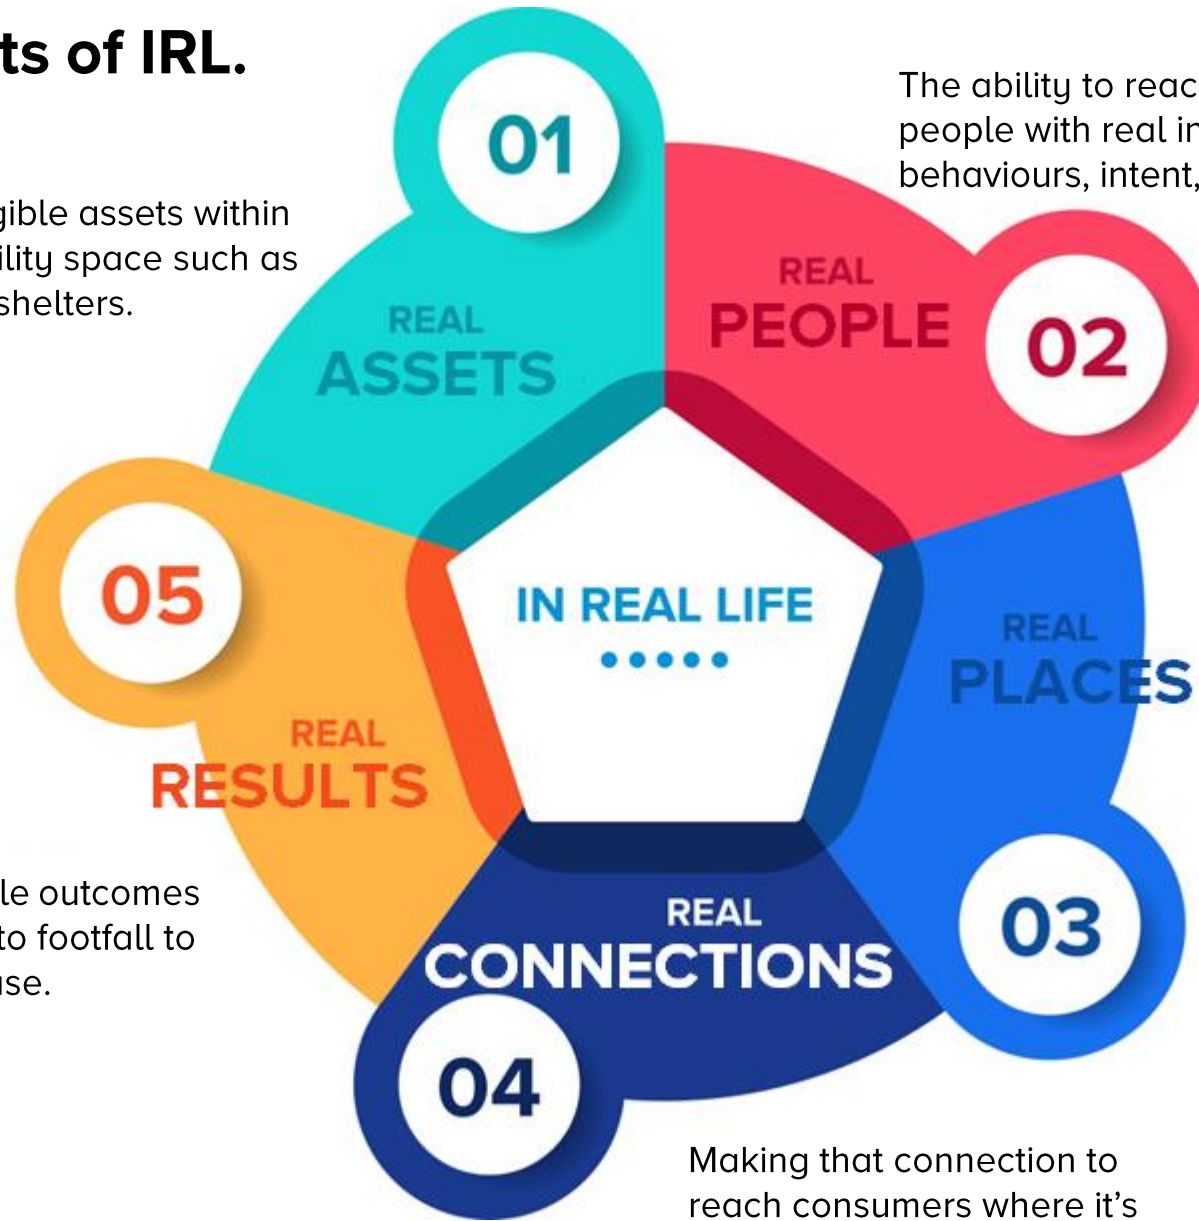 ts of IRL.
01
The ability to reac
people with real in
behaviours, intent,
gible assets within
ility space such as
shelters.
REAL
ASSETS
REAL
PEOPLE
02
05
IN REAL LIFE
REAL
PLACES
REAL
RESULTS
le outcomes
to footfall to
ase.
REAL
CONNECTIONS
03
04
Making that connection to
reach consumers where it’s